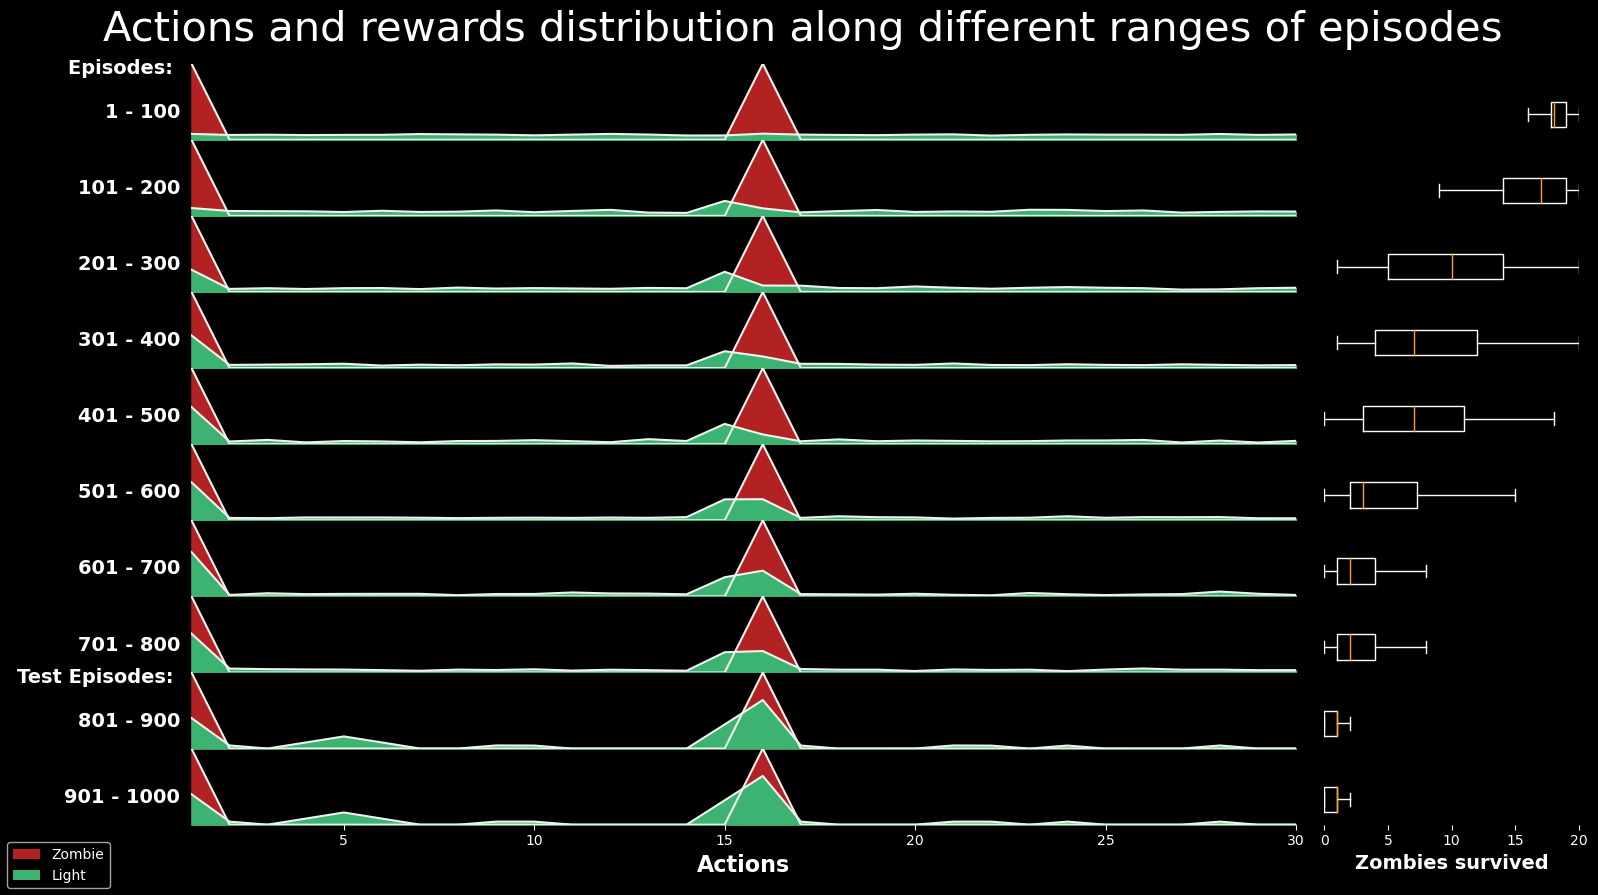 Actions and rewards distribution along different ranges of episodes
Episodes:
1 - 100
101 - 200
201 - 300
301 - 400
401 - 500
501 - 600
601 - 700
701 - 800
Test Episodes:
801 - 900
901 - 1000
5 10 15 20 25 30
0 5 10 15 20
Actions
Zombies survived
Zombie
Light